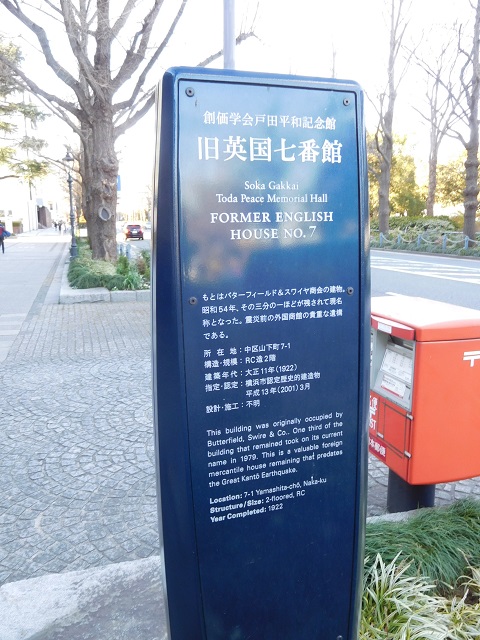 創価学会戸田平和記念館
旧英国七番館
Soka Gakkai
Toda Peace Memorial Hall
FORMER ENGLISH
HOUSE NO. 7
もとはバターフィールド&スワイヤ商会の建物。
昭和54年、その三分の一ほどが残されて現名
称となった。震災前の外国商館の貴重な遺構
である。
所在地：中区山下町7-1
構造・規模：RC造2階
建築年代：大正11年(1922)
指定・認定：横浜市認定歴史的建造物
平成13年(2001)3月
設計・施工：不明
This building was originally occupied by
Butterfield, Swire & Co.. One third of the
building that remained took on its current
name in 1979. This is a valuable foreign
mercantile house remaining that predates
the Great Kantō Earthquake.
Location: 7-1 Yamashita-chō, Naka-ku
Structure/Size: 2-floored, RC
Year Completed: 1922
〒